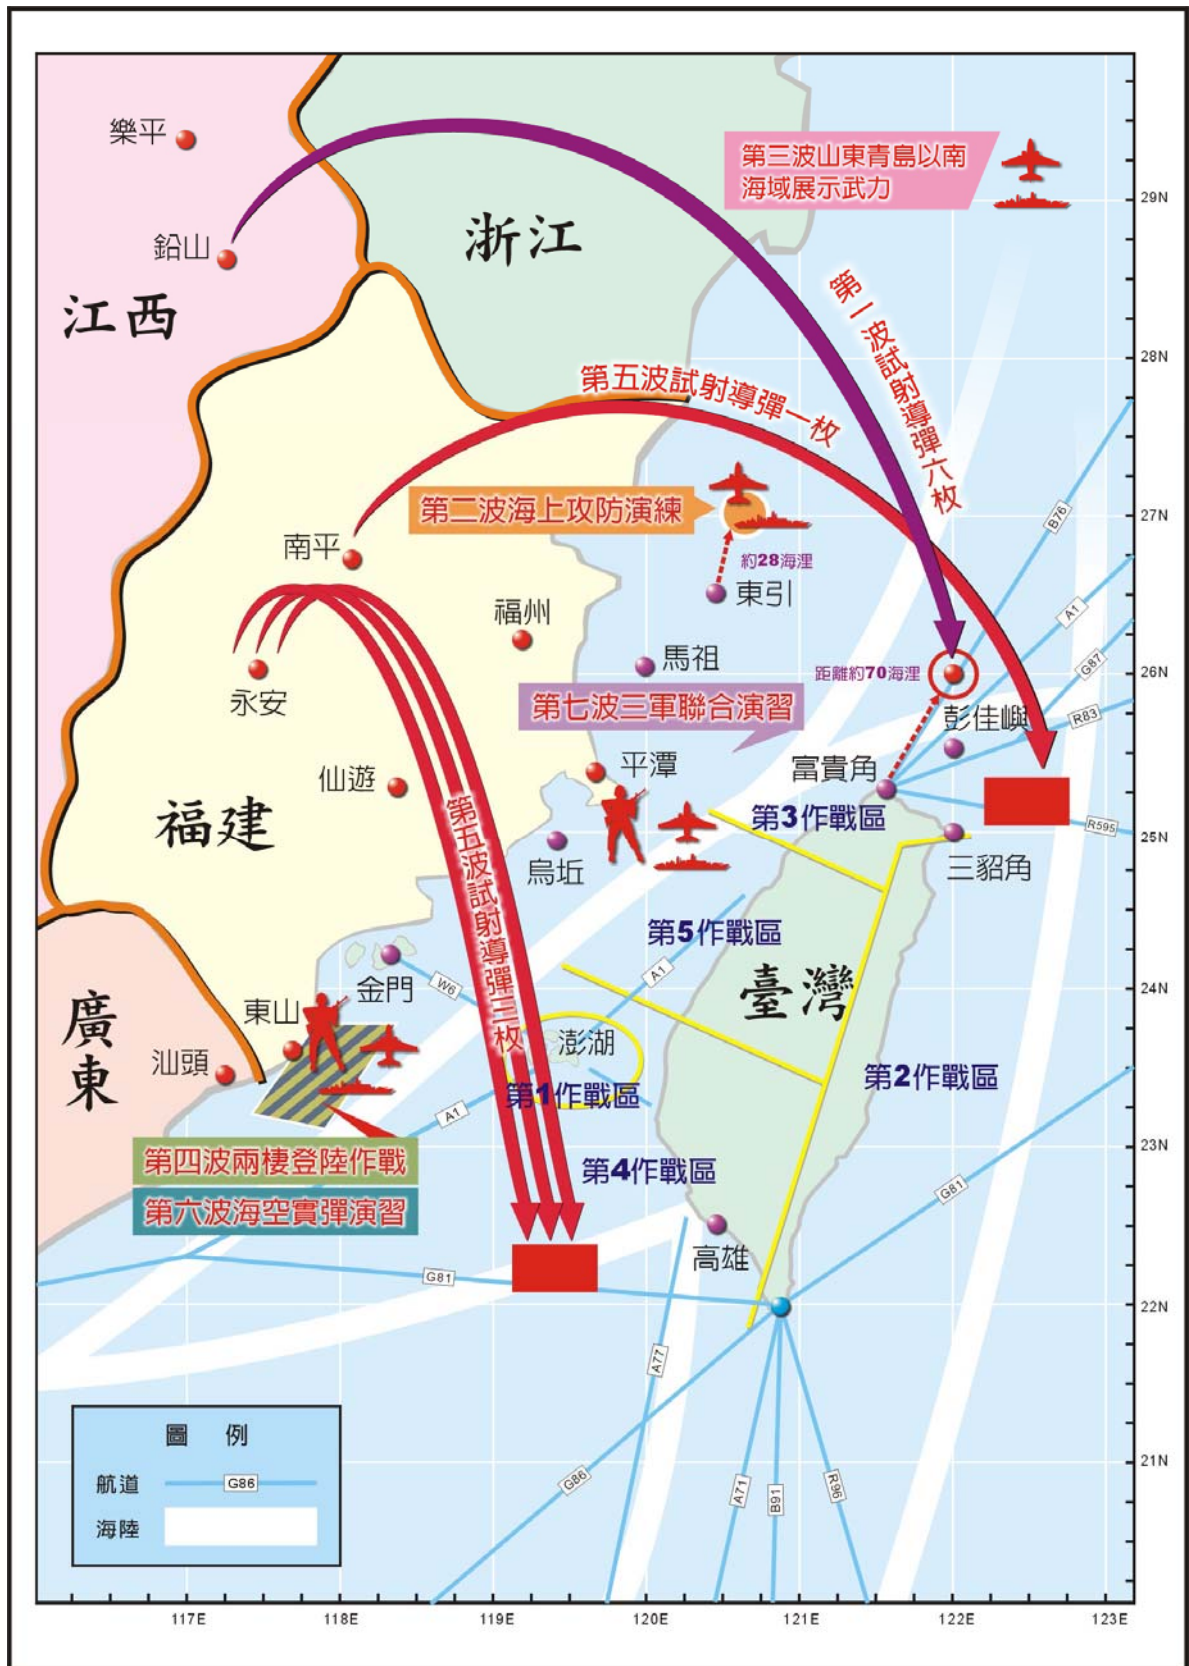 樂平
鉛山
江西
浙江
第三波山東青島以南
海域展示武力
第一波試射導彈六枚
第五波試射導彈一枚
第二波海上攻防演練
約28海浬
東引
南平
福州
馬祖
永安
第七波三軍聯合演習
距離約70海浬
彭佳嶼
富貴角
仙遊
平潭
福建
烏坵
第3作戰區
三貂角
第五波試射導彈三枚
第5作戰區
臺灣
金門
東山
汕頭
廣東
澎湖
第1作戰區
第2作戰區
第4作戰區
第四波兩棲登陸作戰
第六波海空實彈演習
高雄
B76
A1
G87
R83
R595
W6
A1
A1
G81
G81
A77
G86
A71
B91
R96
圖 例
航道 G86
海陸
29N
28N
27N
26N
25N
24N
23N
22N
21N
117E 118E 119E 120E 121E 122E 123E